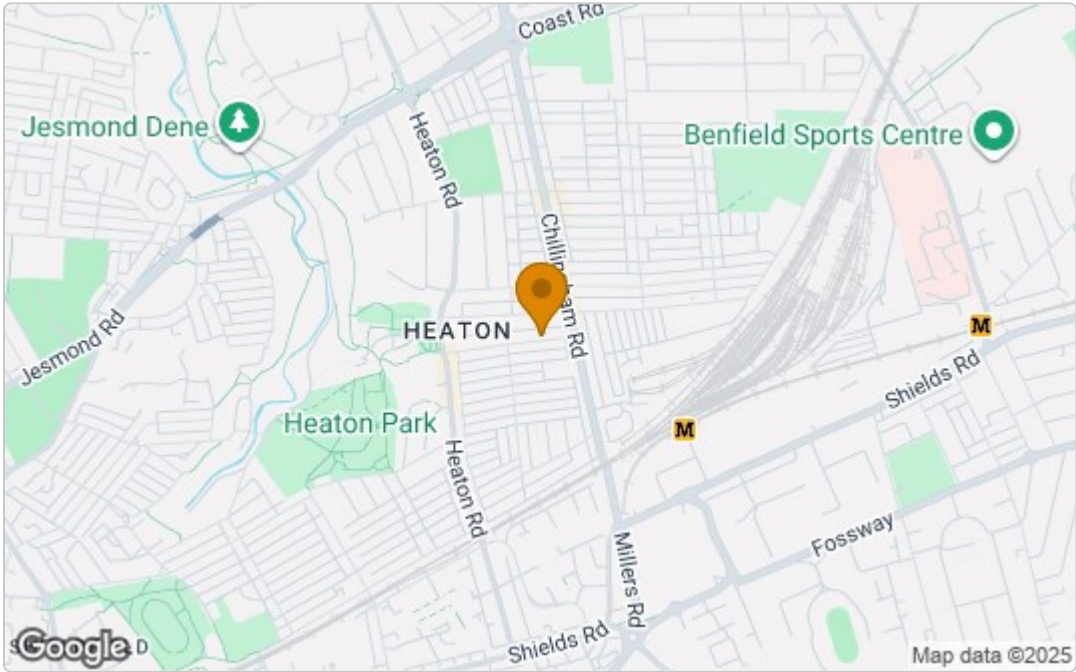 Coast Rd
Jesmond Dene
Heaton Rd
Benfield Sports Centre
Chillingham Rd
HEATON
M
Jesmond Rd
Shields Rd
Heaton Park
M
Heaton Rd
Fossway
Millers Rd
Shields Rd
Google
Map data ©2025